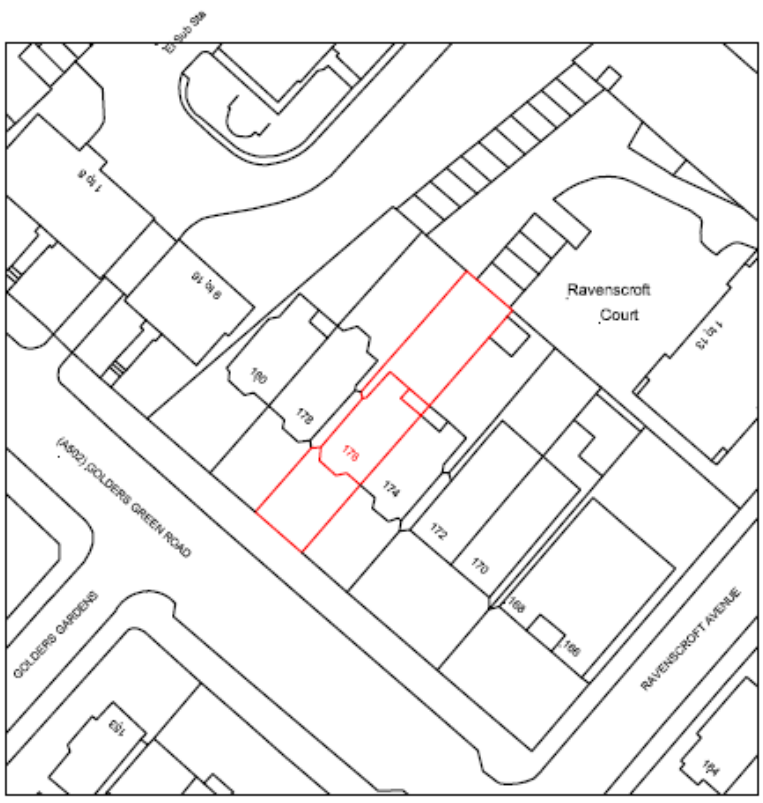 El Sub Sta
1 to 8
9 to 16
Ravenscroft
Court
1 to 13
180
178
176
174
172
170
168
166
(A502) GOLDERS GREEN ROAD
GOLDERS GARDENS
RAVENSCROFT AVENUE
153
164